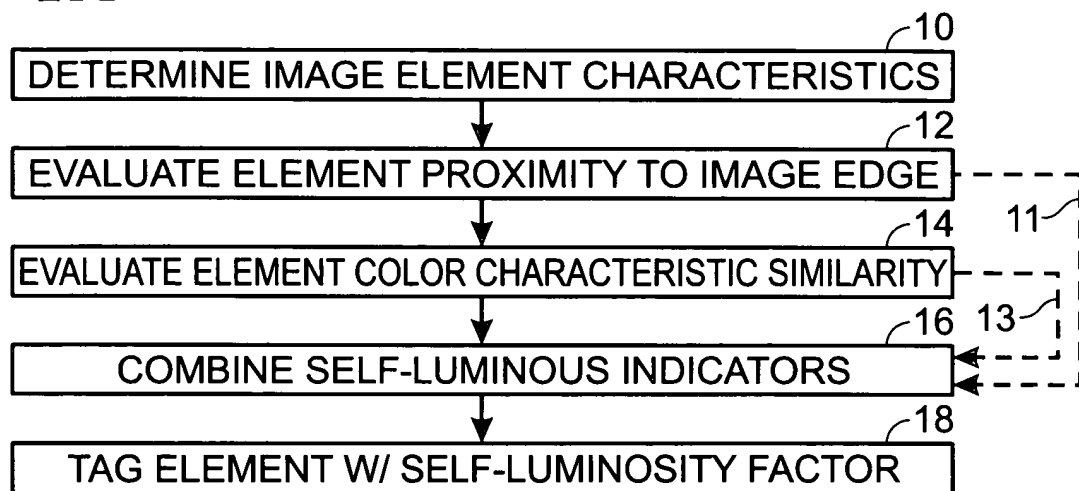 10
DETERMINE IMAGE ELEMENT CHARACTERISTICS
12
EVALUATE ELEMENT PROXIMITY TO IMAGE EDGE
11
14
EVALUATE ELEMENT COLOR CHARACTERISTIC SIMILARITY
13
16
COMBINE SELF-LUMINOUS INDICATORS
18
TAG ELEMENT W/ SELF-LUMINOSITY FACTOR